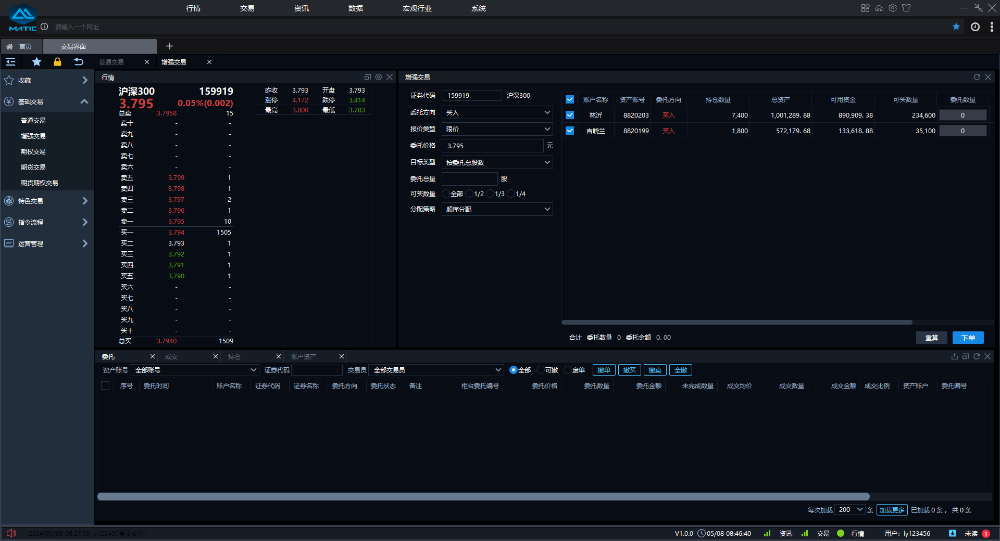 行情 交易 资讯 数据 宏观行业 系统
MATIC 请输入一个网址
首页 交易界面
普通交易 增强交易
收藏
基础交易
普通交易
增强交易
期权交易
期货交易
期货期权交易
特色交易
指令流程
运营管理
行情
沪深300 159919
3.795 0.05%(0.002)
总卖 3.7958 15
卖十 - -
卖九 - -
卖八 - -
卖七 - -
卖六 - -
卖五 3.799 1
卖四 3.798 1
卖三 3.797 2
卖二 3.796 1
卖一 3.795 10
买一 3.794 1505
买二 3.793 1
买三 3.792 1
买四 3.791 1
买五 3.790 1
买六 - -
买七 - -
买八 - -
买九 - -
买十 - -
总买 3.7940 1509
昨收 3.793 开盘 3.793
涨停 4.172 跌停 3.414
最高 3.800 最低 3.783
增强交易
证券代码 159919 沪深300
委托方向 买入
报价类型 限价
委托价格 3.795 元
目标类型 按委托总股数
委托总量 股
可买数量 全部 1/2 1/3 1/4
分配策略 顺序分配
账户名称 资产账号 委托方向 持仓数量 总资产 可用资金 可买数量 委托数量
林沂 8820203 买入 7,400 1,001,289.88 890,909.38 234,600 0
吉晓兰 8820199 买入 1,800 572,179.68 133,618.88 35,100 0
合计 委托数量 0 委托金额 0.00 重算 下单
委托 成交 持仓 账户资产
资产账号 全部账号 证券代码 交易员 全部交易员 全部 可撤 废单 撤单 撤买 撤卖 全撤
序号 委托时间 账户名称 证券代码 证券名称 委托方向 委托状态 备注 柜台委托编号 委托价格 委托数量 委托金额 未完成数量 成交均价 成交数量 成交金额 成交比例 资产账户 委托编号
每次加载 200 条 加载更多 已加载 0 条， 共 0 条
2024/05/08 08:27:59 ly123456登录成功! V1.0.0 05/08 08:46:40 资讯 交易 行情 用户：ly123456 未读 1